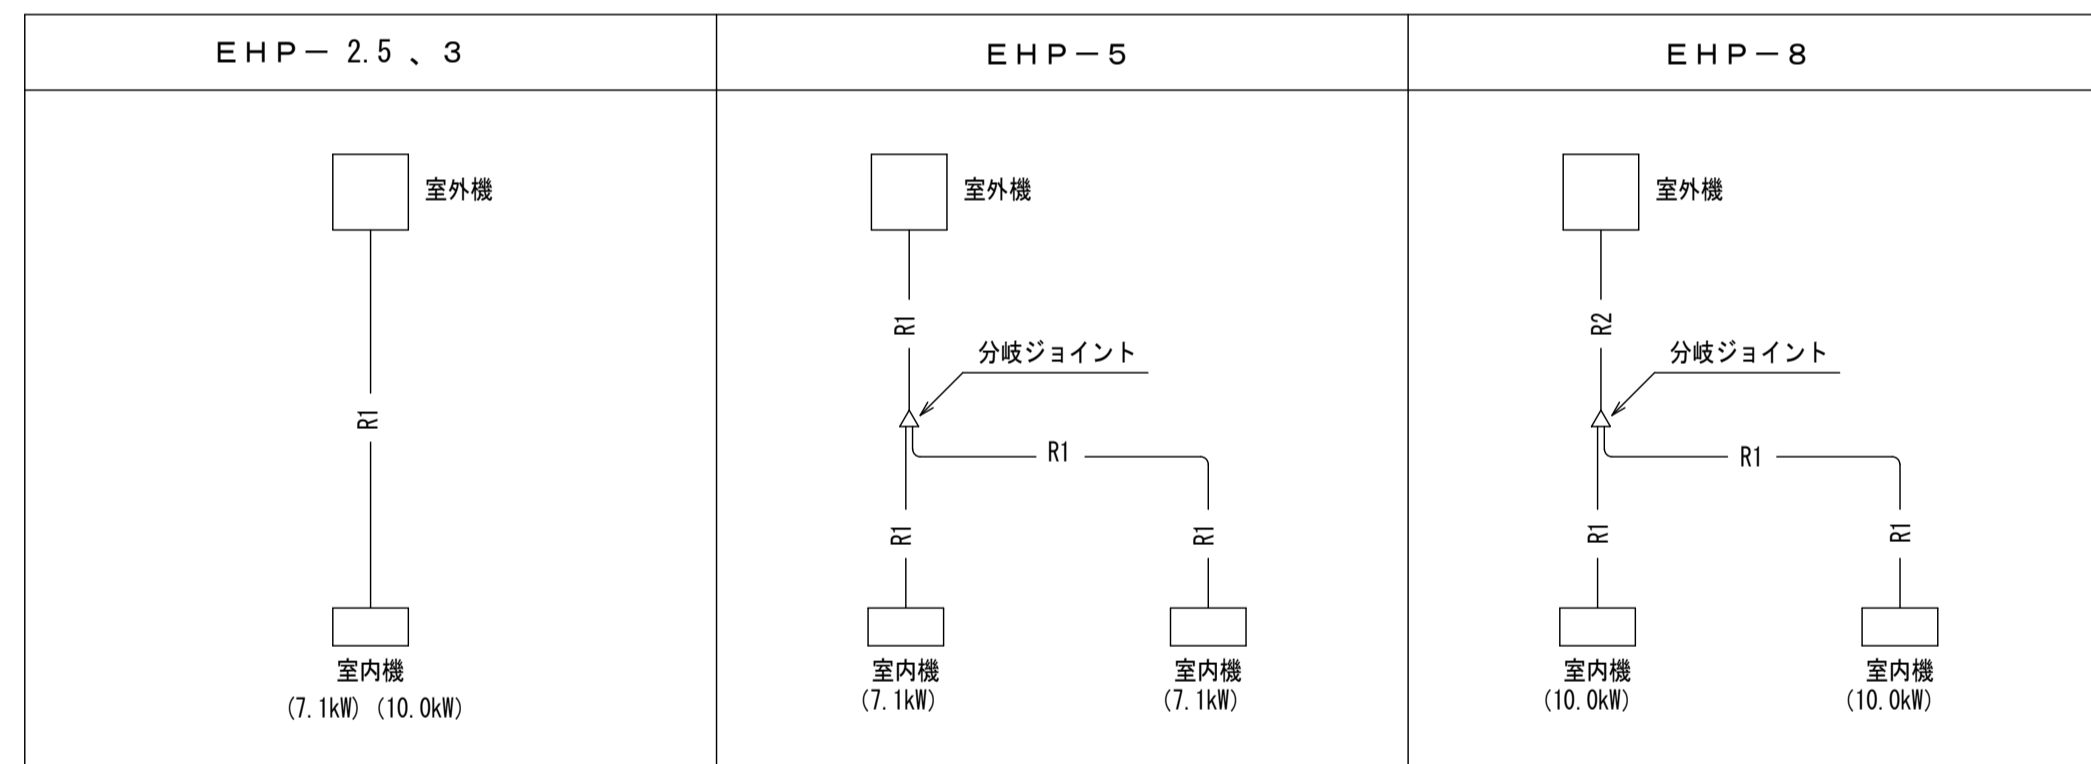 EHP－ 2.5 、3
EHP－5
EHP－8
室外機
R1
室内機
(7.1kW) (10.0kW)
室外機
R1
分岐ジョイント
R1
R1
R1
室内機
(7.1kW)
室内機
(7.1kW)
室外機
R2
分岐ジョイント
R1
R1
R1
室内機
(10.0kW)
室内機
(10.0kW)